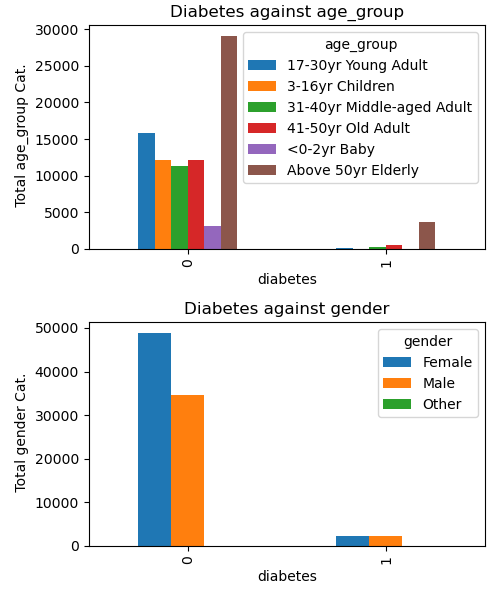 Diabetes against age_group
30000
25000
20000
15000
10000
5000
0
Total age_group Cat.
age_group
17-30yr Young Adult
3-16yr Children
31-40yr Middle-aged Adult
41-50yr Old Adult
<0-2yr Baby
Above 50yr Elderly
0
1
diabetes
Diabetes against gender
50000
40000
30000
20000
10000
0
Total gender Cat.
gender
Female
Male
Other
0
1
diabetes